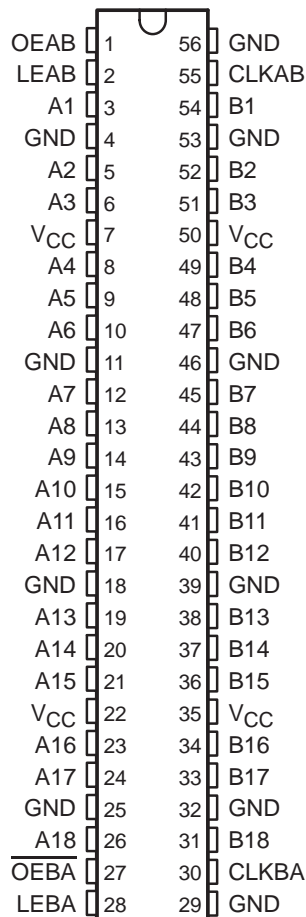 OEAB 1 56 GND
LEAB 2 55 CLKAB
A1 3 54 B1
GND 4 53 GND
A2 5 52 B2
A3 6 51 B3
VCC 7 50 VCC
A4 8 49 B4
A5 9 48 B5
A6 10 47 B6
GND 11 46 GND
A7 12 45 B7
A8 13 44 B8
A9 14 43 B9
A10 15 42 B10
A11 16 41 B11
A12 17 40 B12
GND 18 39 GND
A13 19 38 B13
A14 20 37 B14
A15 21 36 B15
VCC 22 35 VCC
A16 23 34 B16
A17 24 33 B17
GND 25 32 GND
A18 26 31 B18
OEBA 27 30 CLKBA
LEBA 28 29 GND